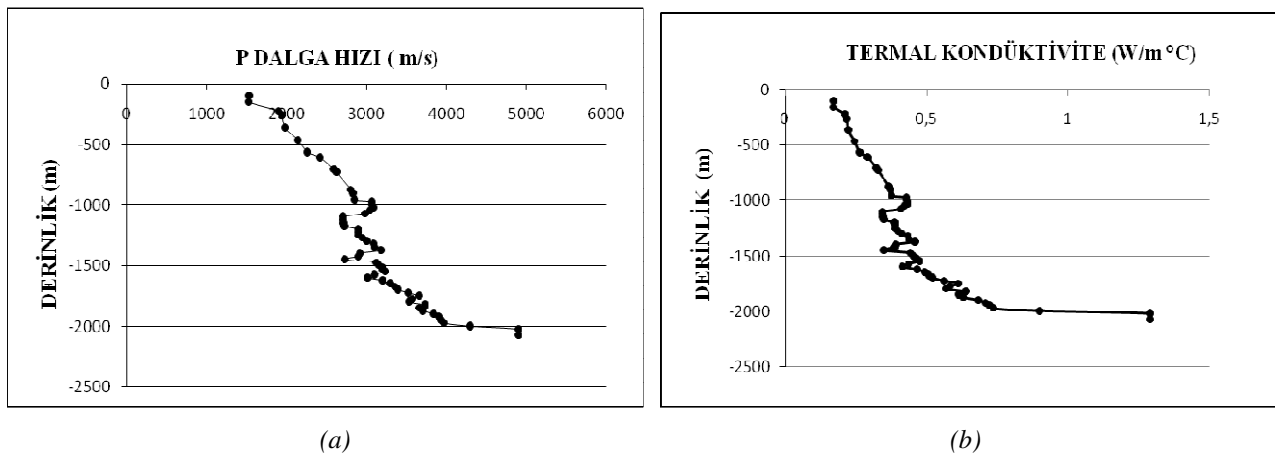 P DALGA HIZI ( m/s)
0
0 1000 2000 3000 4000 5000 6000
-500
-1000
-1500
-2000
-2500
DERİNLİK (m)
(a)
TERMAL KONDÜKTİVİTE (W/m °C)
0
0 0,5 1 1,5
-500
-1000
-1500
-2000
-2500
DERİNLİK (m)
(b)